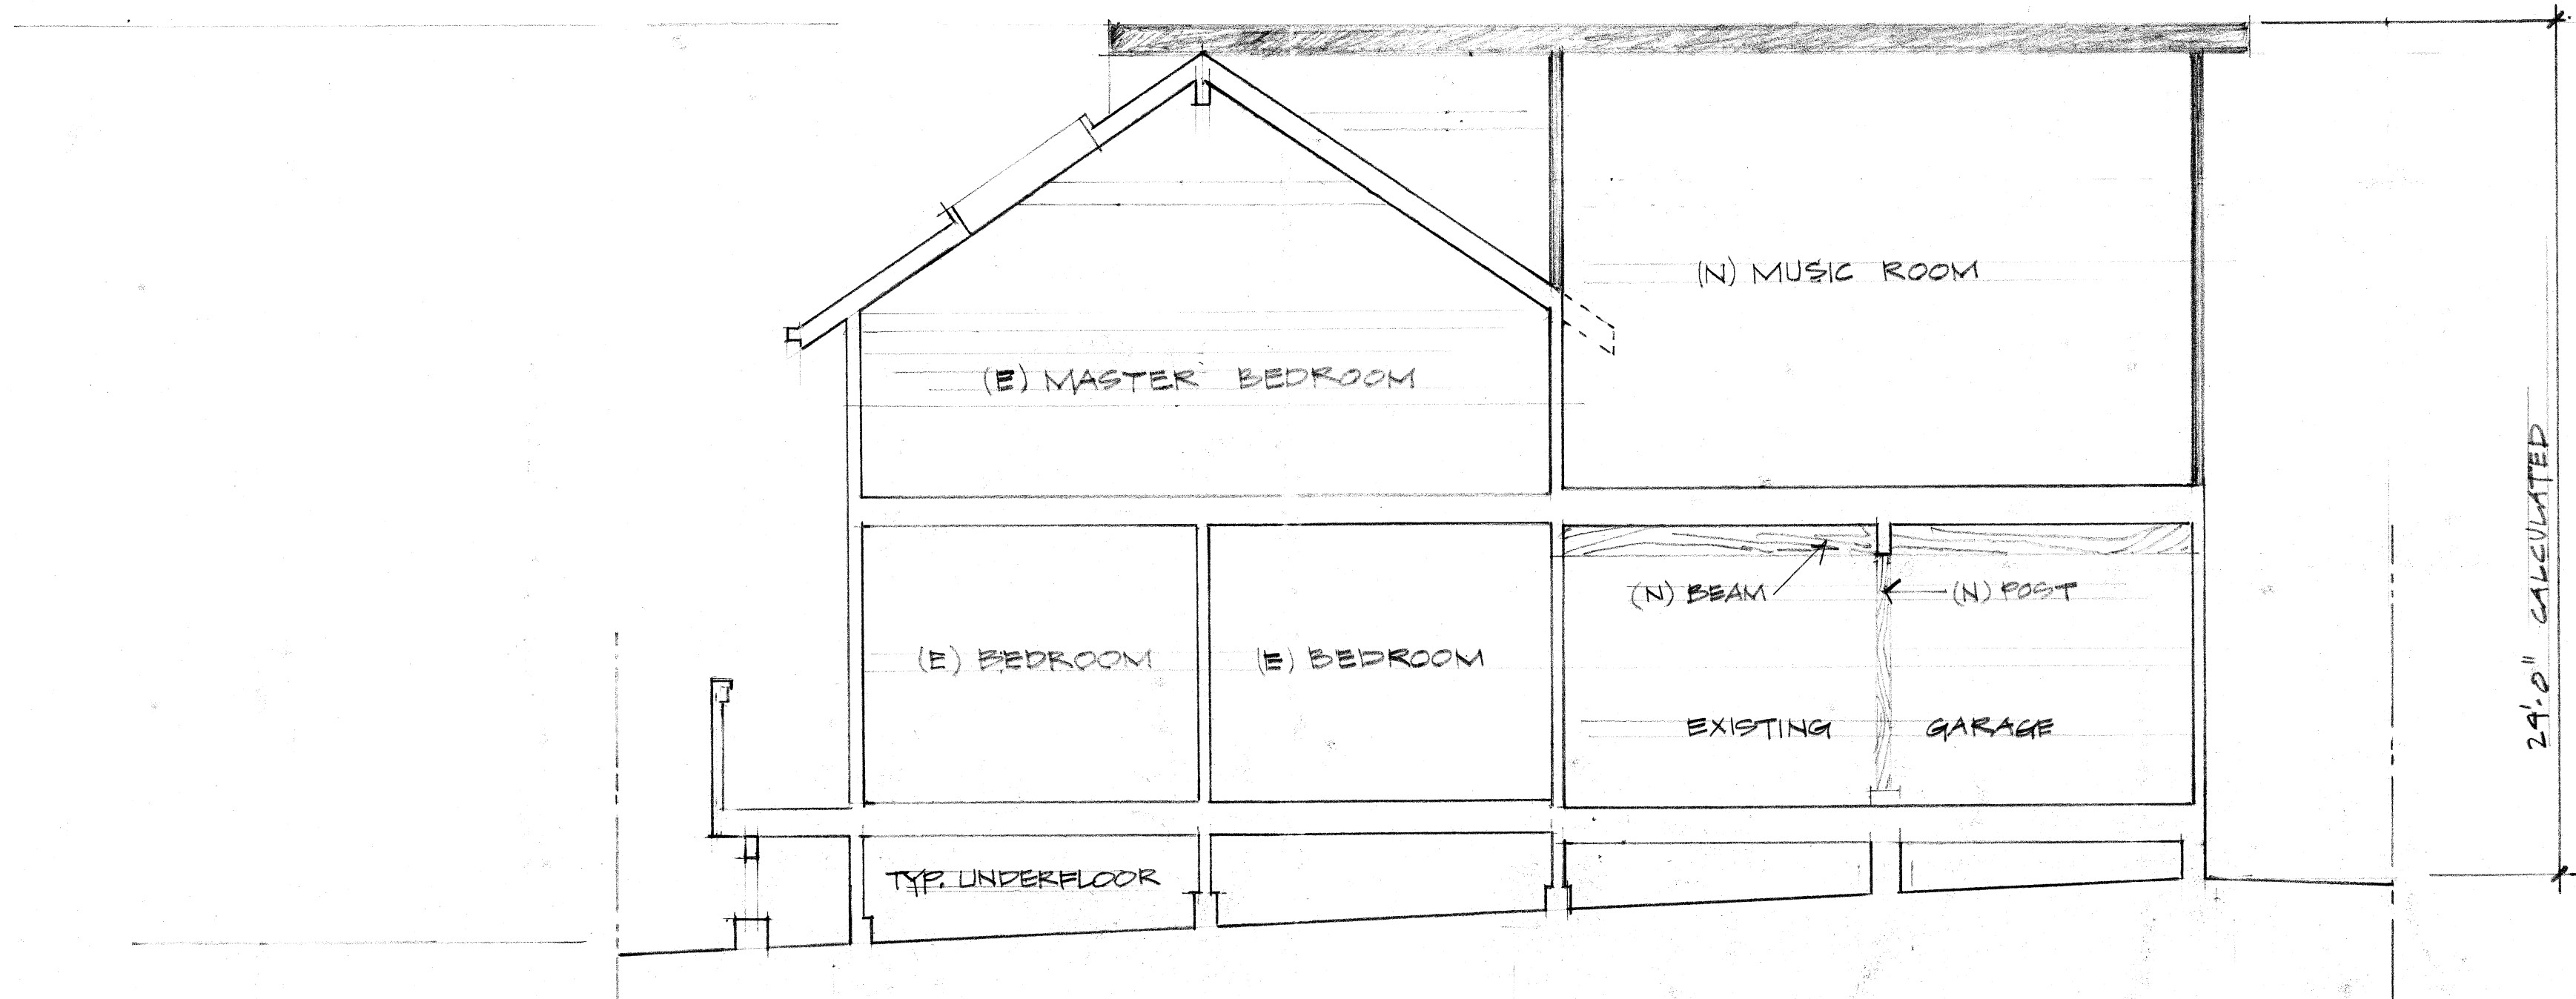 (N) MUSIC ROOM
(E) MASTER BEDROOM
(N) BEAM
(N) POST
(E) BEDROOM
(E) BEDROOM
EXISTING GARAGE
TYP. UNDERFLOOR
24'.0" CALCULATED